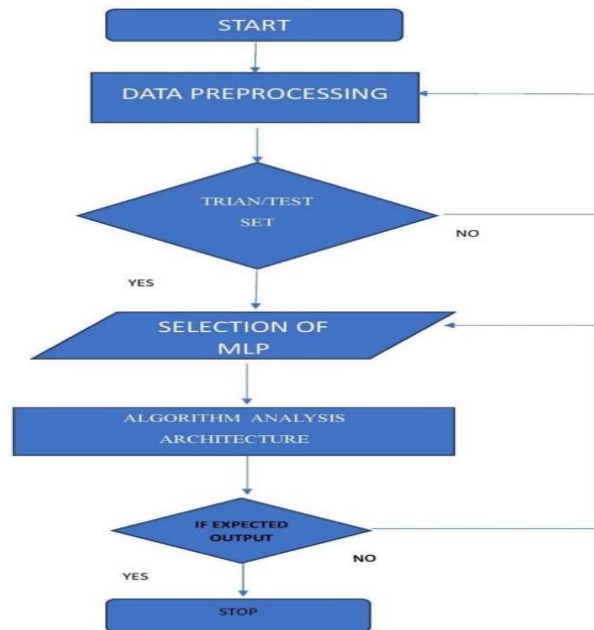 START
DATA PREPROCESSING
TRIAN/TEST
SET
NO
YES
SELECTION OF
MLP
ALGORITHM ANALYSIS
ARCHITECTURE
IF EXPECTED
OUTPUT
NO
YES
STOP